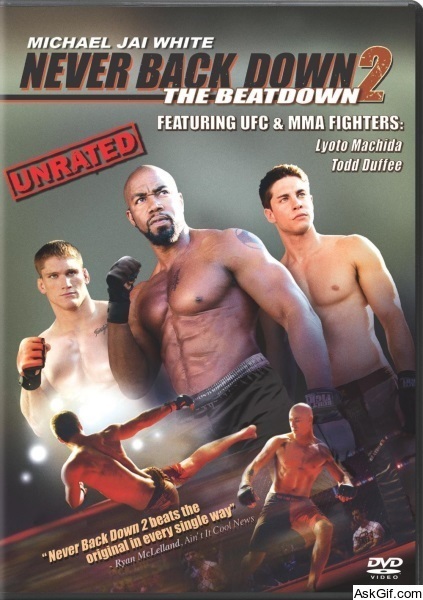 MICHAEL JAI WHITE
NEVER BACK DOWN 2
THE BEATDOWN
FEATURING UFC & MMA FIGHTERS:
Lyoto Machida
Todd Duffee
UNRATED
"Never Back Down 2 beats the
original in every single way"
- Ryan McLelland, Ain't It Cool News
DVD
VIDEO
AskGif.com